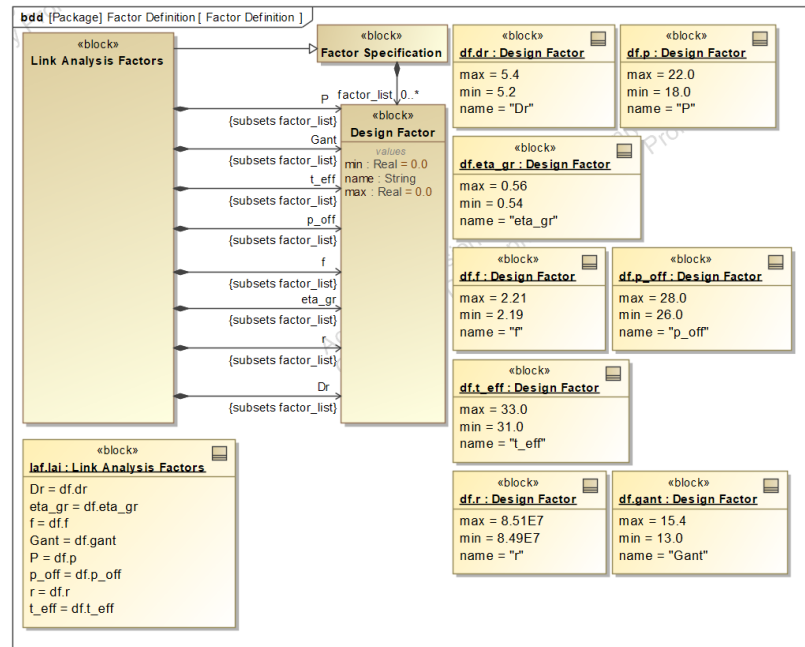 bdd [Package] Factor Definition [ Factor Definition ]
«block»
Link Analysis Factors
«block»
Factor Specification
factor_list 0..*
«block»
Design Factor
values
min : Real = 0.0
name : String
max : Real = 0.0
P
{subsets factor_list}
Gant
{subsets factor_list}
t_eff
{subsets factor_list}
p_off
{subsets factor_list}
f
{subsets factor_list}
eta_gr
{subsets factor_list}
r
{subsets factor_list}
Dr
{subsets factor_list}
«block»
df.dr : Design Factor
max = 5.4
min = 5.2
name = "Dr"
«block»
df.p : Design Factor
max = 22.0
min = 18.0
name = "P"
«block»
df.eta_gr : Design Factor
max = 0.56
min = 0.54
name = "eta_gr"
«block»
df.f : Design Factor
max = 2.21
min = 2.19
name = "f"
«block»
df.p_off : Design Factor
max = 28.0
min = 26.0
name = "p_off"
«block»
df.t_eff : Design Factor
max = 33.0
min = 31.0
name = "t_eff"
«block»
df.r : Design Factor
max = 8.51E7
min = 8.49E7
name = "r"
«block»
df.gant : Design Factor
max = 15.4
min = 13.0
name = "Gant"
«block»
laf.lai : Link Analysis Factors
Dr = df.dr
eta_gr = df.eta_gr
f = df.f
Gant = df.gant
P = df.p
p_off = df.p_off
r = df.r
t_eff = df.t_eff